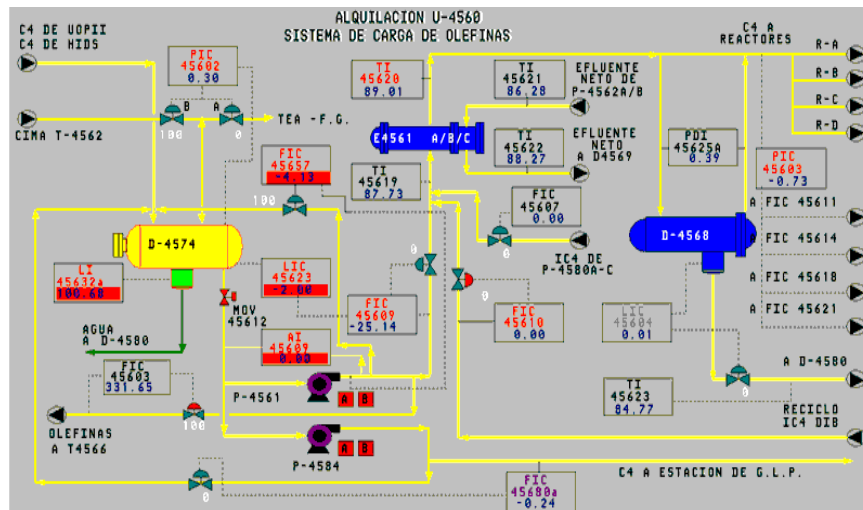 ALQUILACION U-4560
SISTEMA DE CARGA DE OLEFINAS
C4 DE UOPII
C4 DE HIDS
PIC
45602
0.30
B
A
100
0
CIMA T-4562
TEA -F.G.
TI
45620
89.01
TI
45621
86.28
EFLUENTE
NETO DE
P-4562A/B
C4 A
REACTORES
R-A
R-B
R-C
R-D
E4561 A/B/C
TI
45622
88.27
EFLUENTE
NETO
A D4569
PDI
45625A
0.39
FIC
45657
-4.13
100
TI
45619
87.73
PIC
45603
-0.73
FIC
45607
0.00
0
IC4 DE
P-4580A-C
A FIC 45611
A FIC 45614
A FIC 45618
A FIC 45621
D-4574
D-4568
LI
45632a
100.68
LIC
45623
-2.00
0
0
MOV
45612
FIC
45609
-25.14
FIC
45610
0.00
LIC
45604
0.01
AGUA
A D-4580
AI
45609
0.00
FIC
45603
331.65
A D-4580
0
TI
45623
84.77
P-4561
A B
100
OLEFINAS
A T4566
RECICLO
IC4 DIB
P-4584
A B
C4 A ESTACION DE G.L.P.
0
FIC
45680a
-0.24